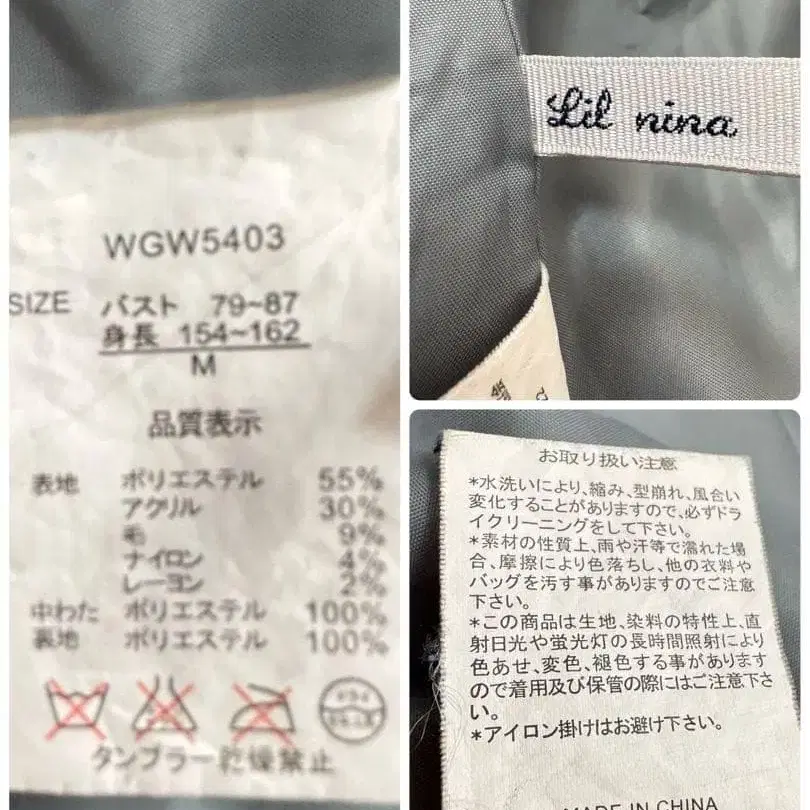 WGW5403
SIZE バスト 79~87
身長 154~162
M
品質表示
表地 ポリエステル 55%
アクリル 30%
毛 9%
ナイロン 4%
レーヨン 2%
中わた ポリエステル 100%
裏地 ポリエステル 100%
ドライ
タンブラー乾燥禁止
Lil nina
お取り扱い注意
*水洗いにより、縮み、型崩れ、風合い
変化することがありますので、必ずドラ
イクリーニングをして下さい。
*素材の性質上、雨や汗等で濡れた場
合、摩擦により色落ちし、他の衣料や
バッグを汚す事がありますのでご注意
下さい。
*この商品は生地、染料の特性上、直
射日光や蛍光灯の長時間照射により
色あせ、変色、褪色する事があります
ので着用及び保管の際にはご注意下さ
い。
*アイロン掛けはお避け下さい。
MADE IN CHINA